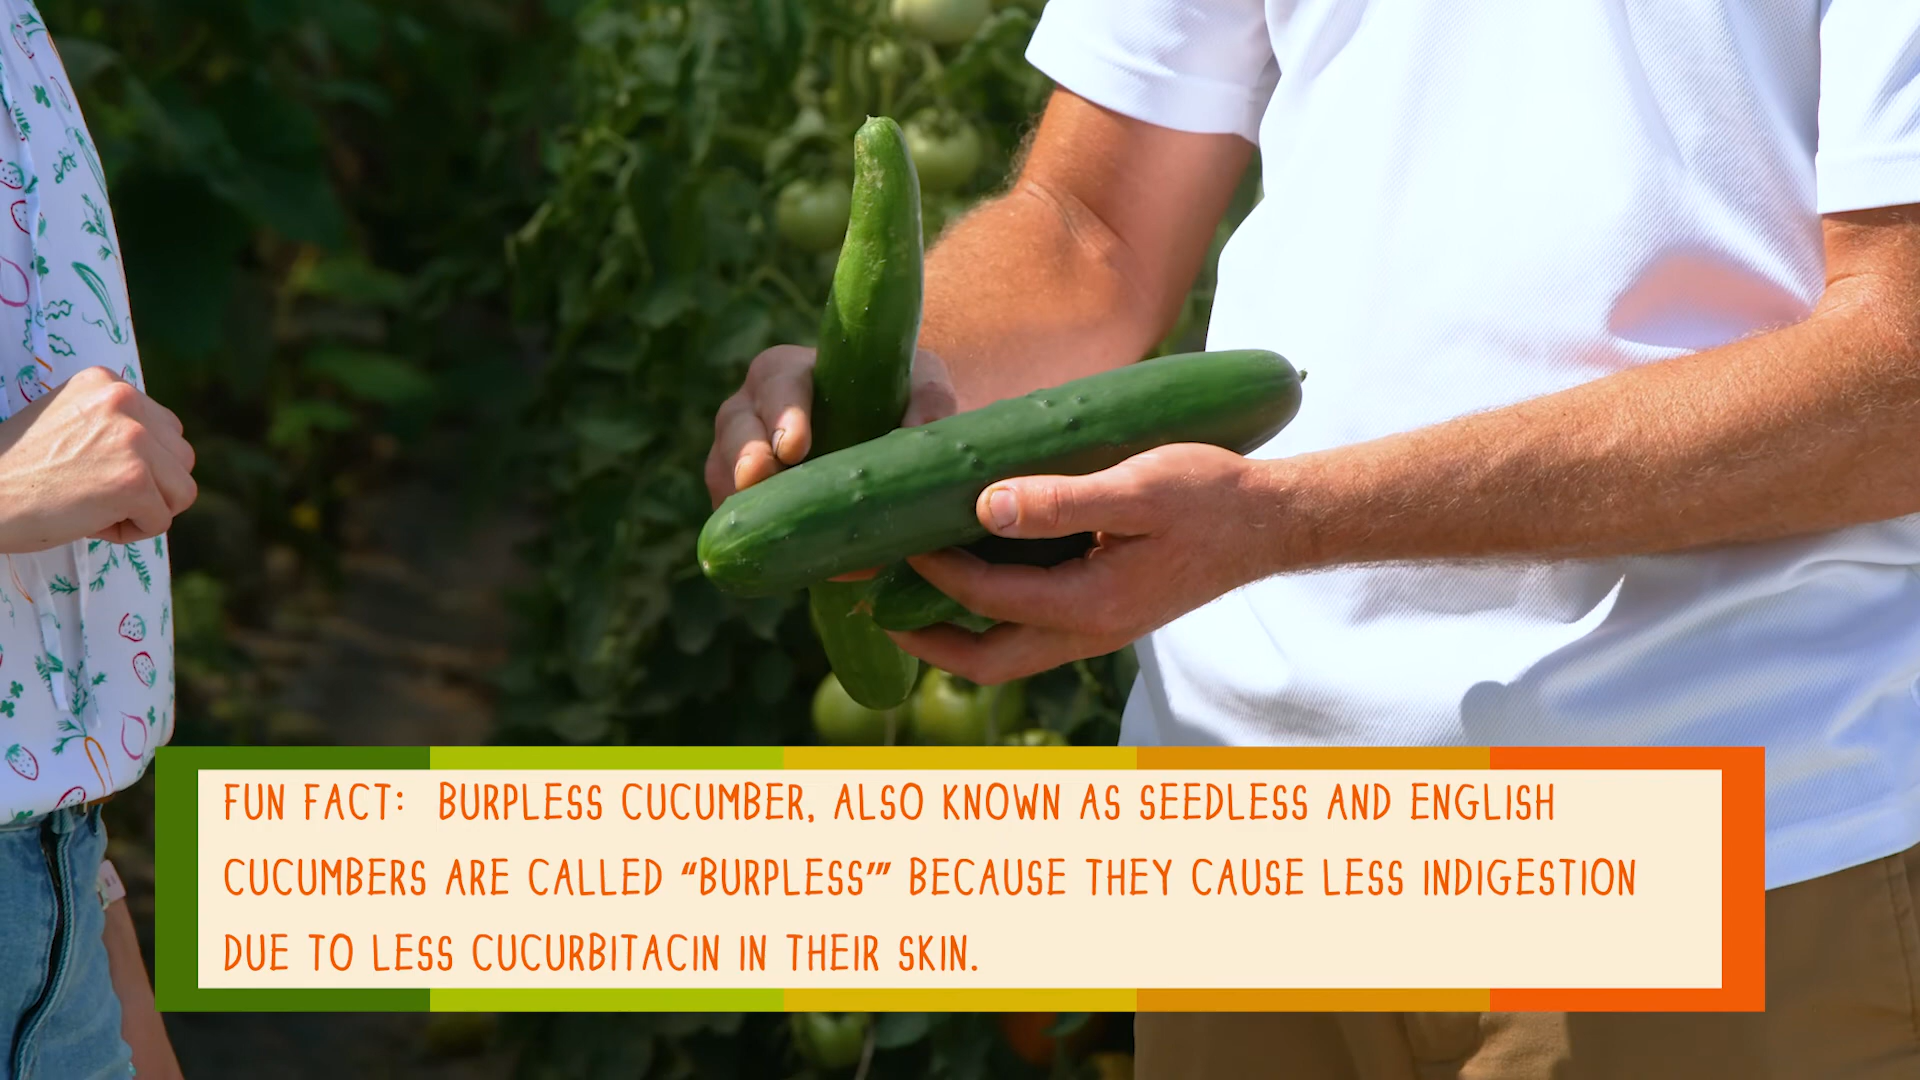 FUN FACT: BURPLESS CUCUMBER, ALSO KNOWN AS SEEDLESS AND ENGLISH
CUCUMBERS ARE CALLED “BURPLESS’” BECAUSE THEY CAUSE LESS INDIGESTION
DUE TO LESS CUCURBITACIN IN THEIR SKIN.